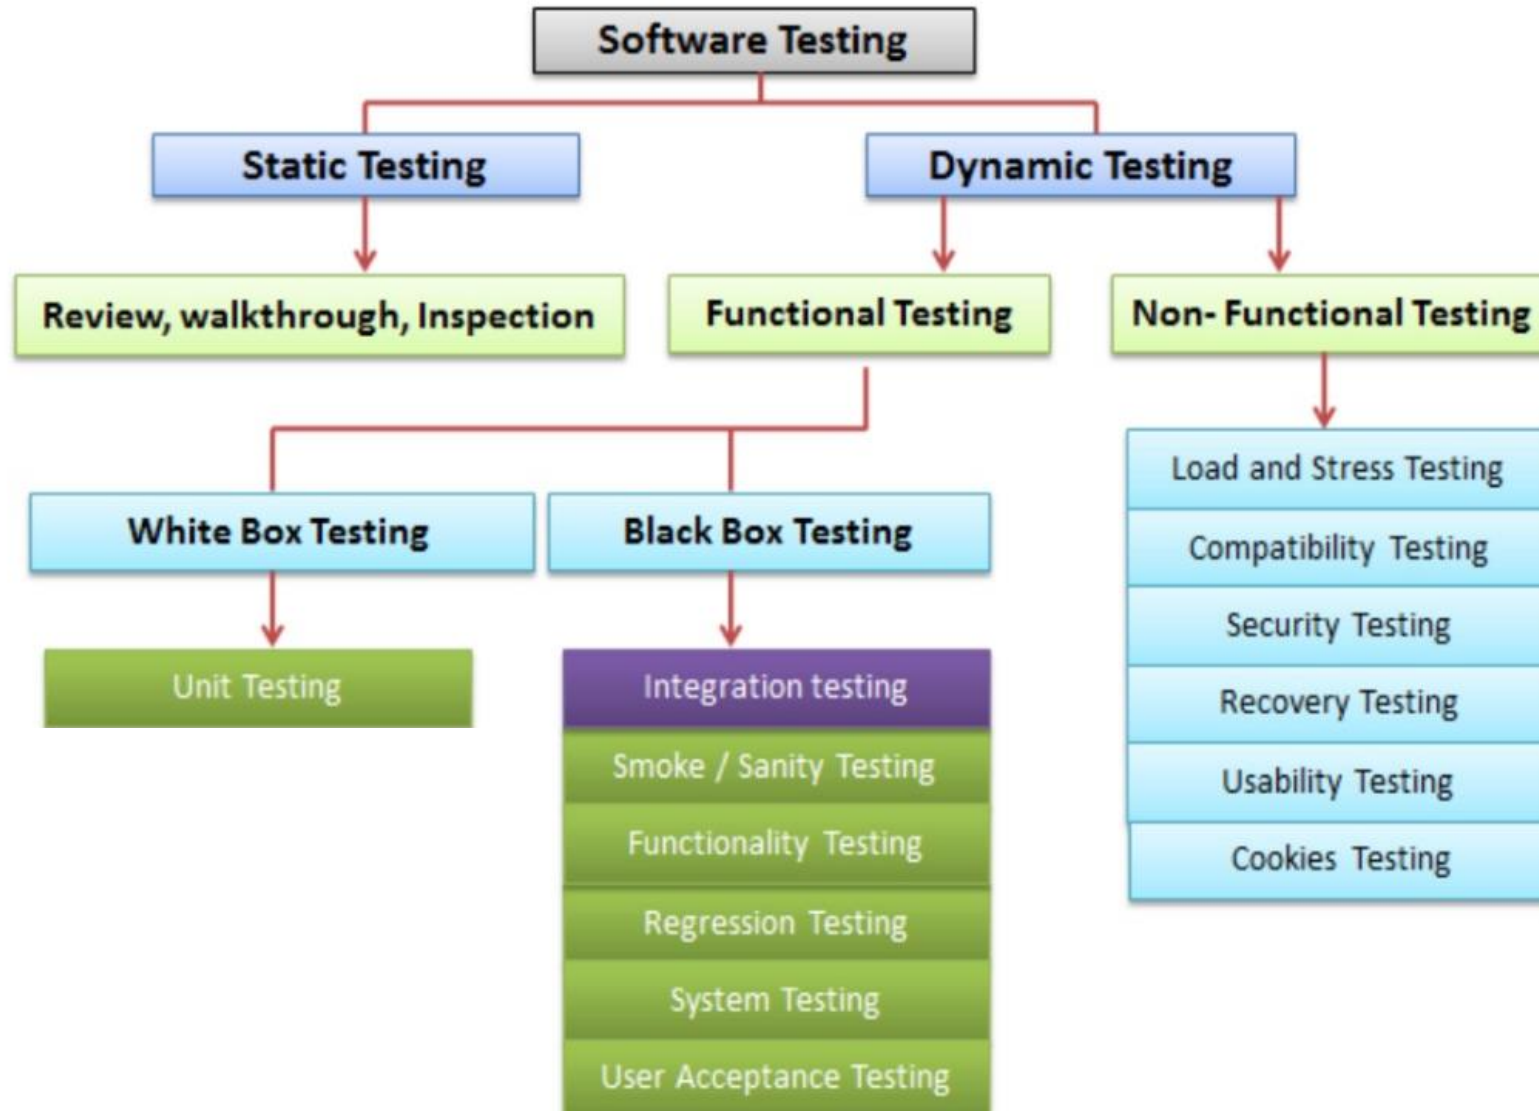 Software Testing
Static Testing
Dynamic Testing
Review, walkthrough, Inspection
Functional Testing
Non- Functional Testing
White Box Testing
Black Box Testing
Unit Testing
Integration testing
Smoke / Sanity Testing
Functionality Testing
Regression Testing
System Testing
User Acceptance Testing
Load and Stress Testing
Compatibility Testing
Security Testing
Recovery Testing
Usability Testing
Cookies Testing